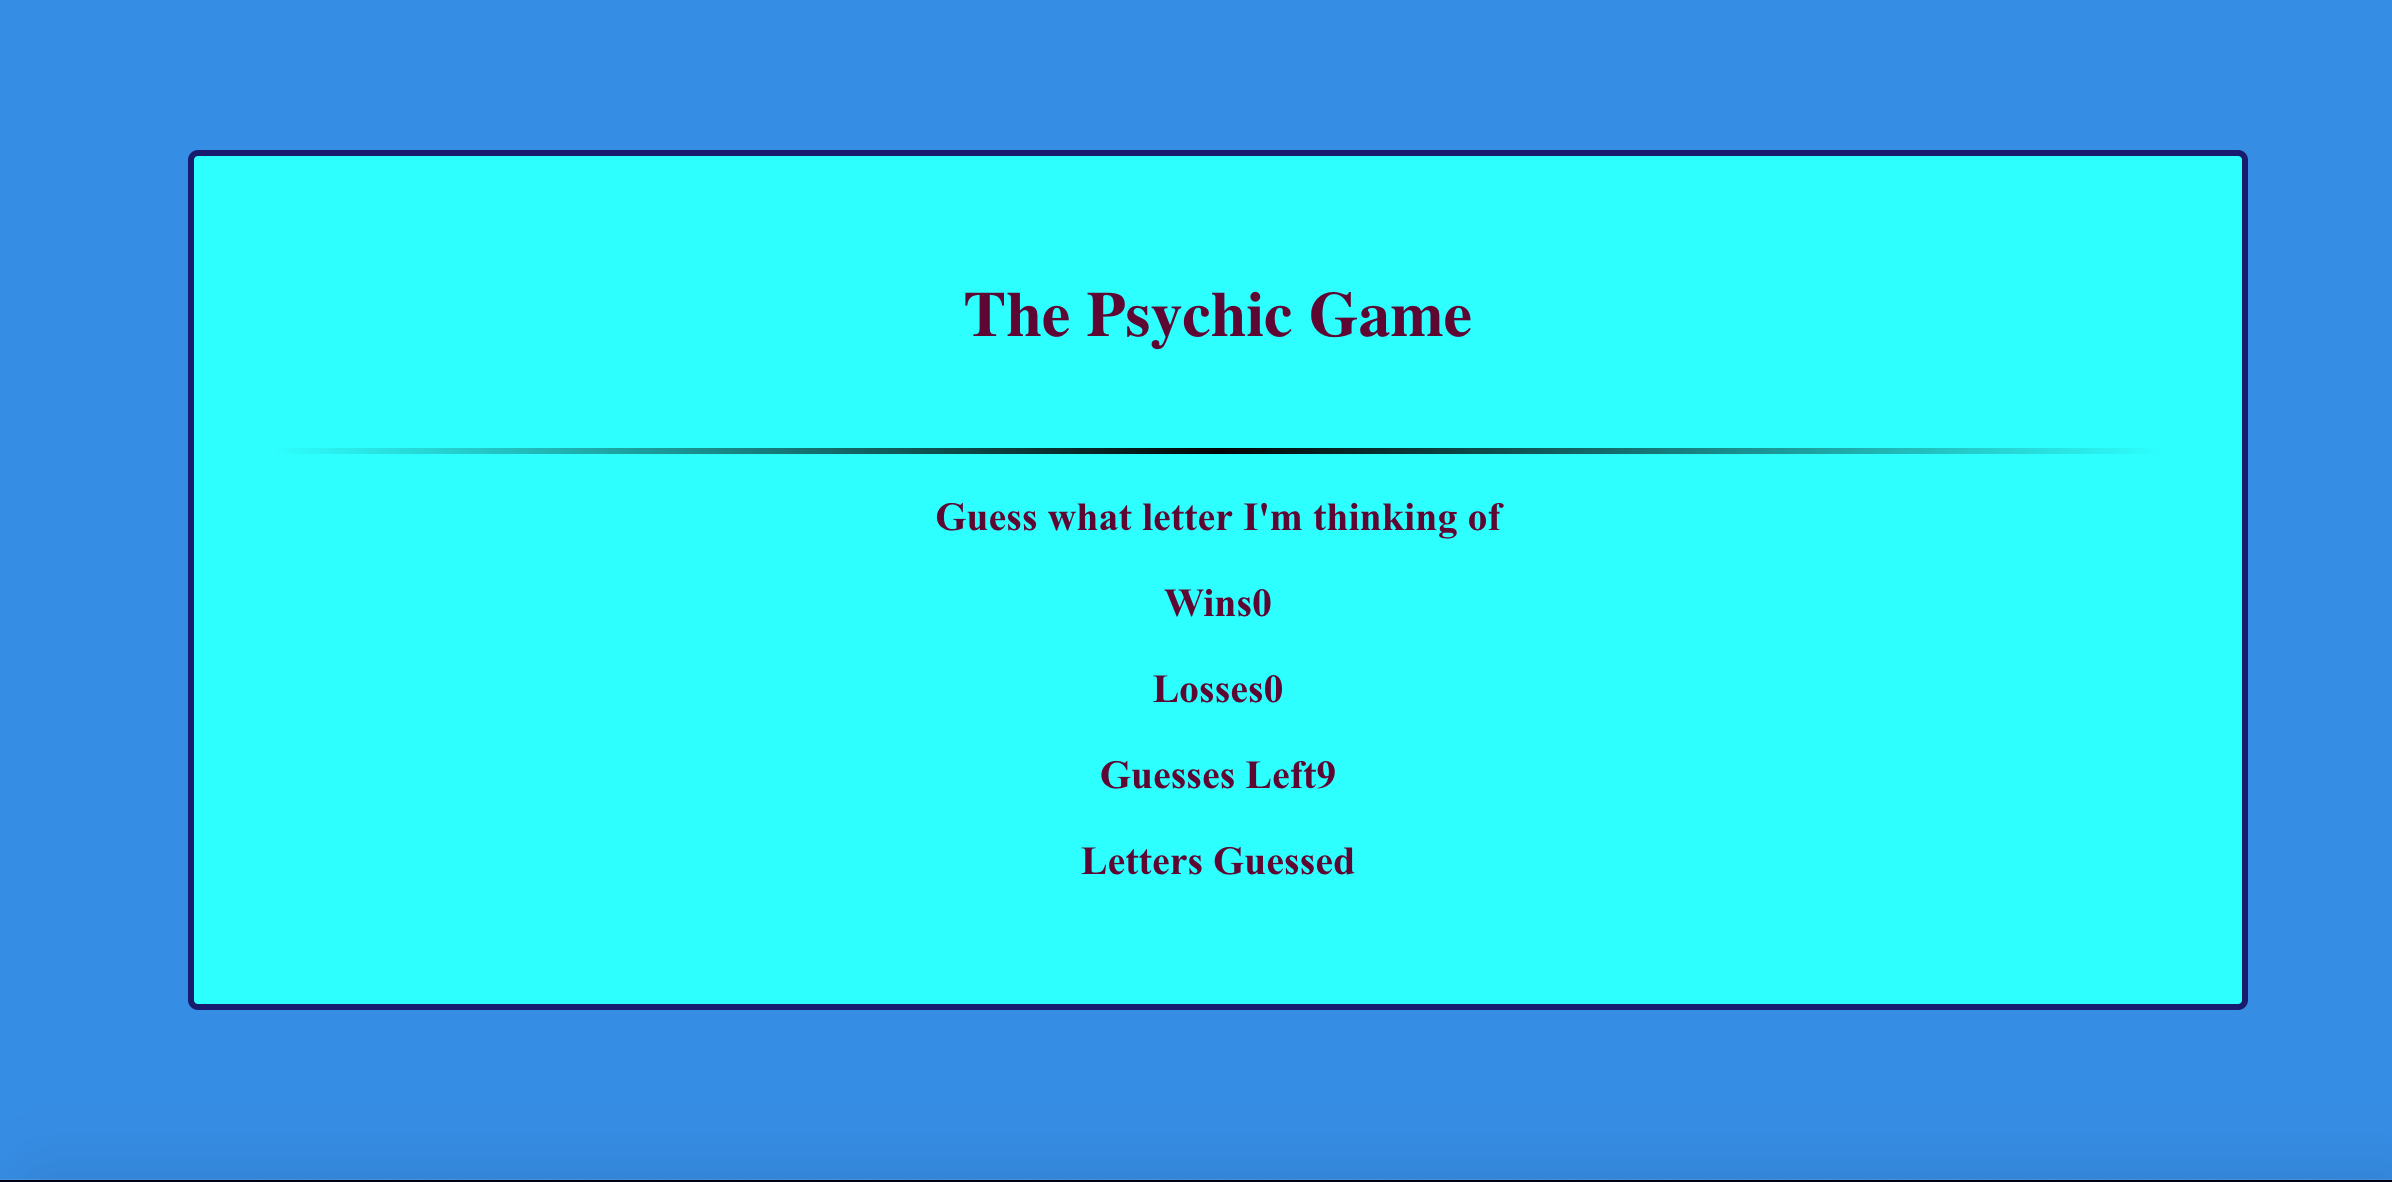 The Psychic Game
Guess what letter I'm thinking of
Wins0
Losses0
Guesses Left9
Letters Guessed